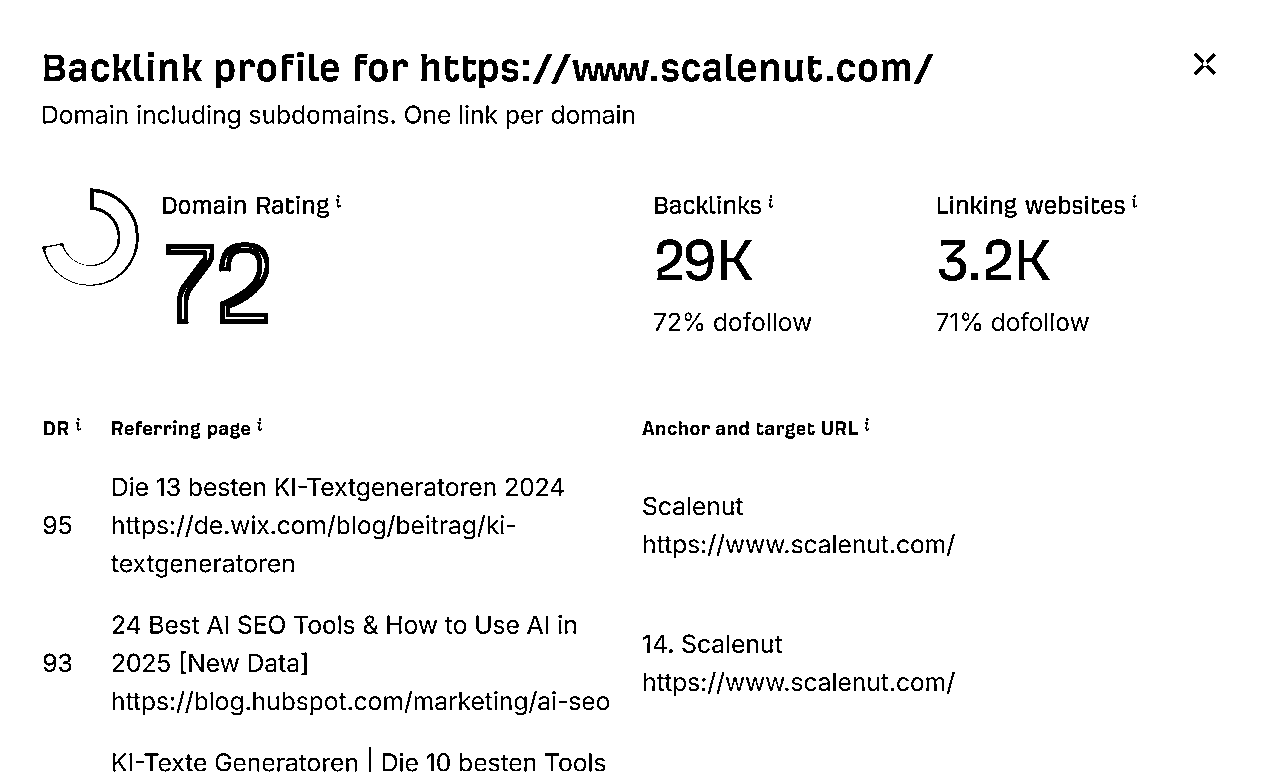 Backlink profile for https://www.scalenut.com/
Domain including subdomains. One link per domain
Domain Rating i
72
Backlinks i
29K
72% dofollow
Linking websites i
3.2K
71% dofollow
DR i Referring page i Anchor and target URL i
95
Die 13 besten KI-Textgeneratoren 2024
https://de.wix.com/blog/beitrag/ki-
textgeneratoren
Scalenut
https://www.scalenut.com/
93
24 Best AI SEO Tools & How to Use AI in
2025 [New Data]
https://blog.hubspot.com/marketing/ai-seo
14. Scalenut
https://www.scalenut.com/
KI-Texte Generatoren | Die 10 besten Tools